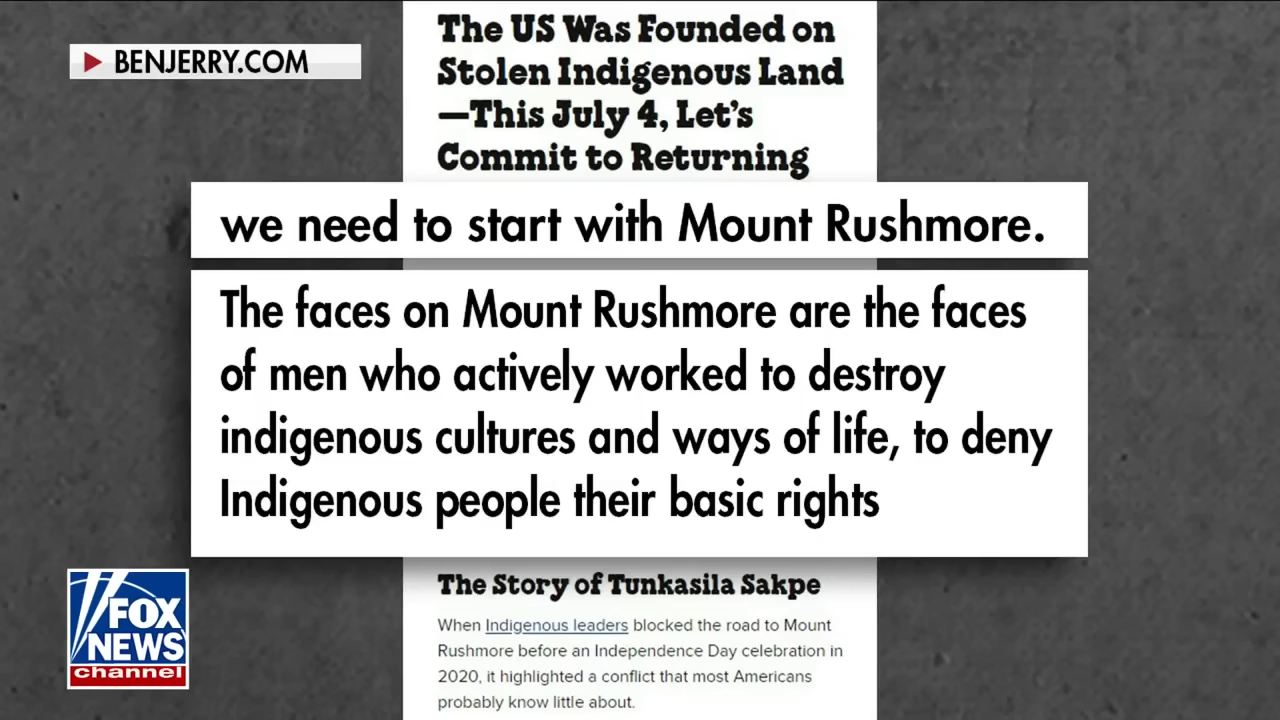 BENJERRY.COM
The US Was Founded on
Stolen Indigenous Land
—This July 4, Let's
Commit to Returning
we need to start with Mount Rushmore.
The faces on Mount Rushmore are the faces
of men who actively worked to destroy
indigenous cultures and ways of life, to deny
Indigenous people their basic rights
The Story of Tunkasila Sakpe
When Indigenous leaders blocked the road to Mount
Rushmore before an Independence Day celebration in
2020, it highlighted a conflict that most Americans
probably know little about.
FOX
NEWS
channel